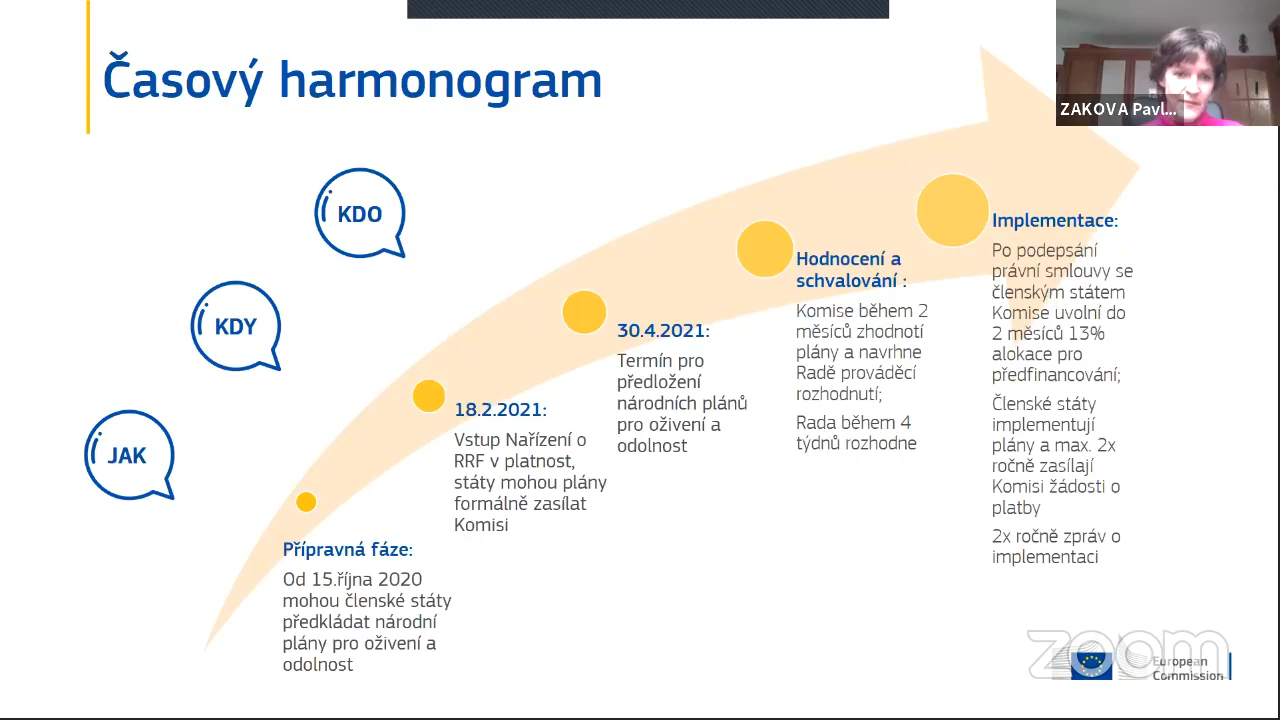 Časový harmonogram
ZAKOVA Pavl...
KDO
KDY
JAK
Přípravná fáze:
Od 15.října 2020
mohou členské státy
předkládat národní
plány pro oživení a
odolnost
18.2.2021:
Vstup Nařízení o
RRF v platnost,
státy mohou plány
formálně zasílat
Komisi
30.4.2021:
Termín pro
předložení
národních plánů
pro oživení a
odolnost
Hodnocení a
schvalování :
Komise během 2
měsíců zhodnotí
plány a navrhne
Radě prováděcí
rozhodnutí;
Rada během 4
týdnů rozhodne
Implementace:
Po podepsání
právní smlouvy se
členským státem
Komise uvolní do
2 měsíců 13%
alokace pro
předfinancování;
Členské státy
implementují
plány a max. 2x
ročně zasílají
Komisi žádosti o
platby
2x ročně zpráv o
implementaci
zoom
European
Commission